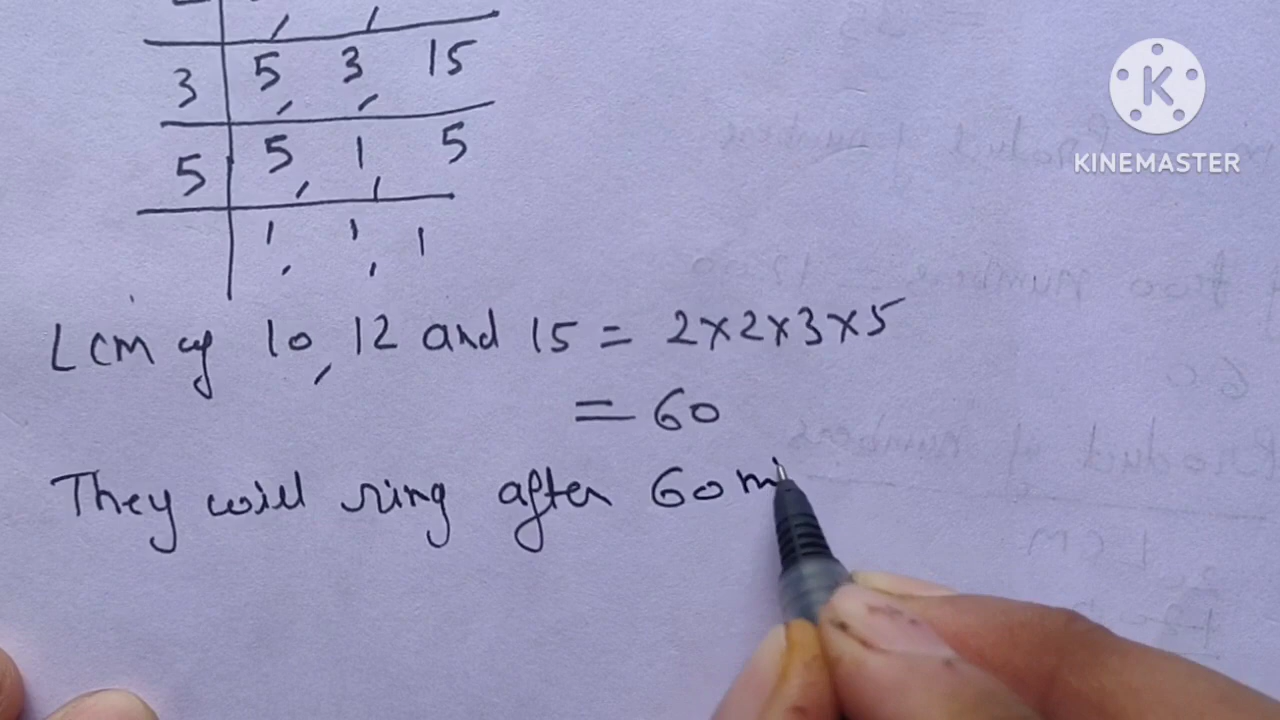 3 | 5, 3, 15
5 | 5, 1, 5
1, 1, 1
LCM of 10, 12 and 15 = 2×2×3×5
= 60
They will ring after 60 mi
KINEMASTER